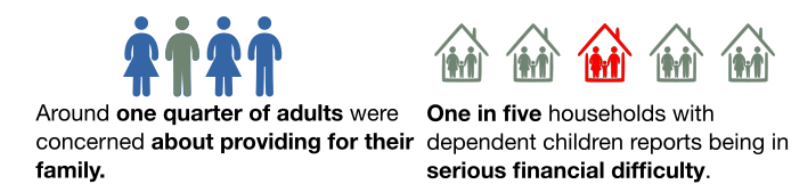 Around one quarter of adults were
concerned about providing for their
family.
One in five households with
dependent children reports being in
serious financial difficulty.